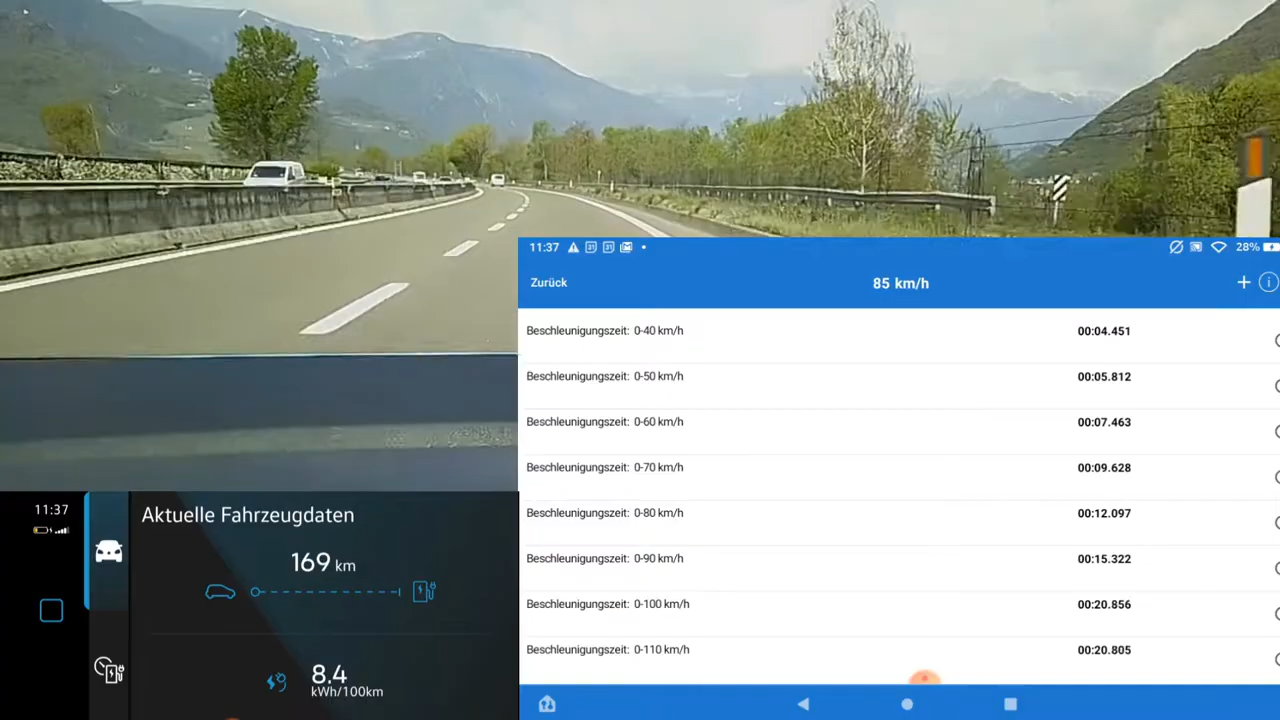 11:37
28%
Zurück
85 km/h
Beschleunigungszeit: 0-40 km/h 00:04.451
Beschleunigungszeit: 0-50 km/h 00:05.812
Beschleunigungszeit: 0-60 km/h 00:07.463
Beschleunigungszeit: 0-70 km/h 00:09.628
Beschleunigungszeit: 0-80 km/h 00:12.097
Beschleunigungszeit: 0-90 km/h 00:15.322
Beschleunigungszeit: 0-100 km/h 00:20.856
Beschleunigungszeit: 0-110 km/h 00:20.805
11:37
Aktuelle Fahrzeugdaten
169 km
8.4
kWh/100km